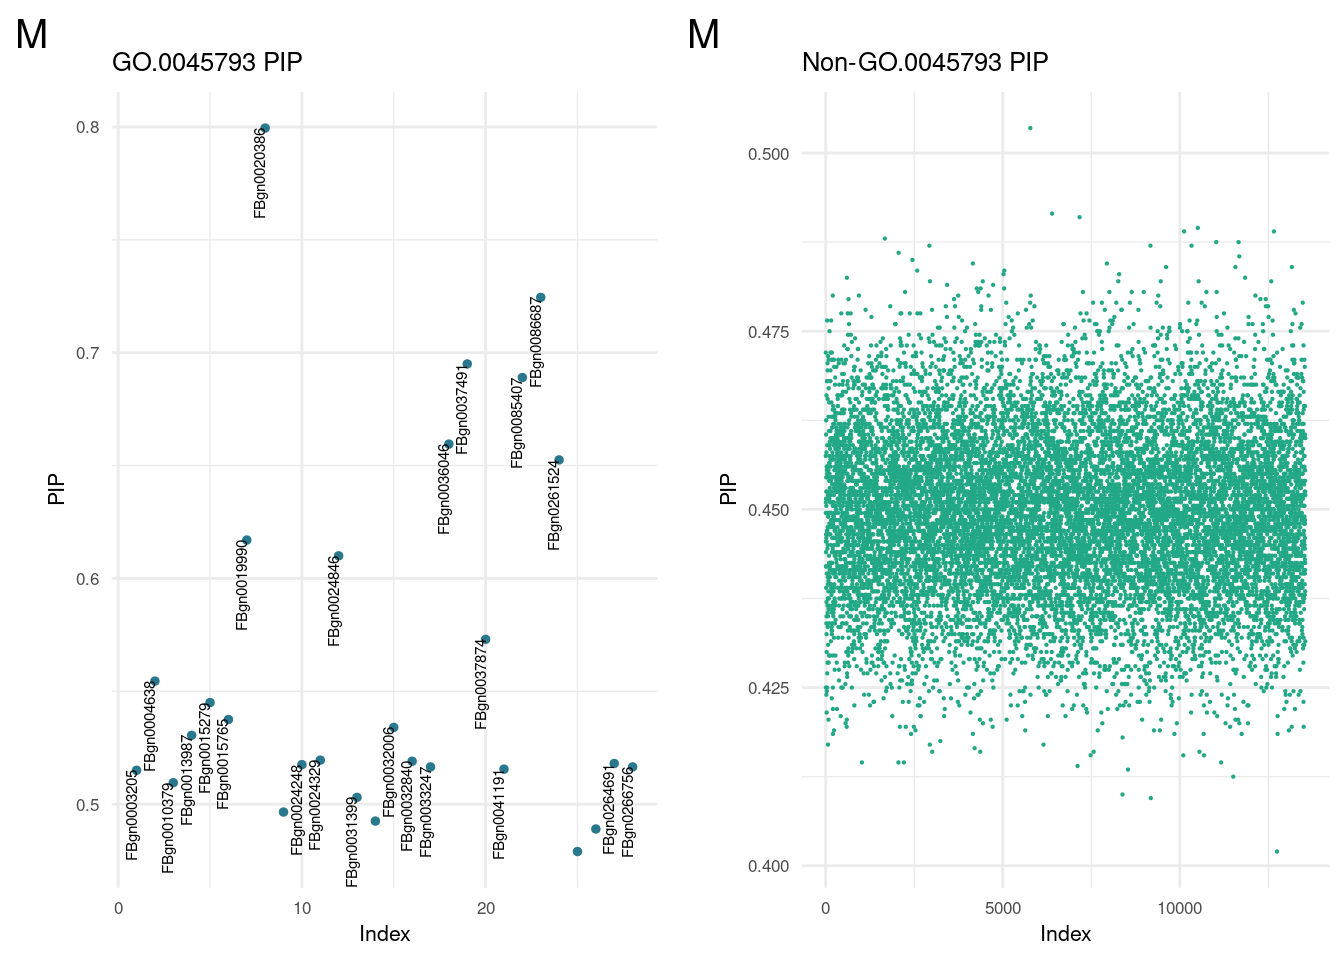 M
GO.0045793 PIP
0.8
0.7
0.6
0.5
PIP
FBgn0003205
FBgn0004638
FBgn0010379
FBgn0013987
FBgn0015279
FBgn0015765
FBgn0019990
FBgn0020386
FBgn0024248
FBgn0024329
FBgn0024846
FBgn0031399
FBgn0032006
FBgn0032840
FBgn0033247
FBgn0036046
FBgn0037491
FBgn0037874
FBgn0041191
FBgn0085407
FBgn0086687
FBgn0261524
FBgn0264691
FBgn0266756
0 10 20
Index
M
Non-GO.0045793 PIP
0.500
0.475
0.450
0.425
0.400
PIP
0 5000 10000
Index